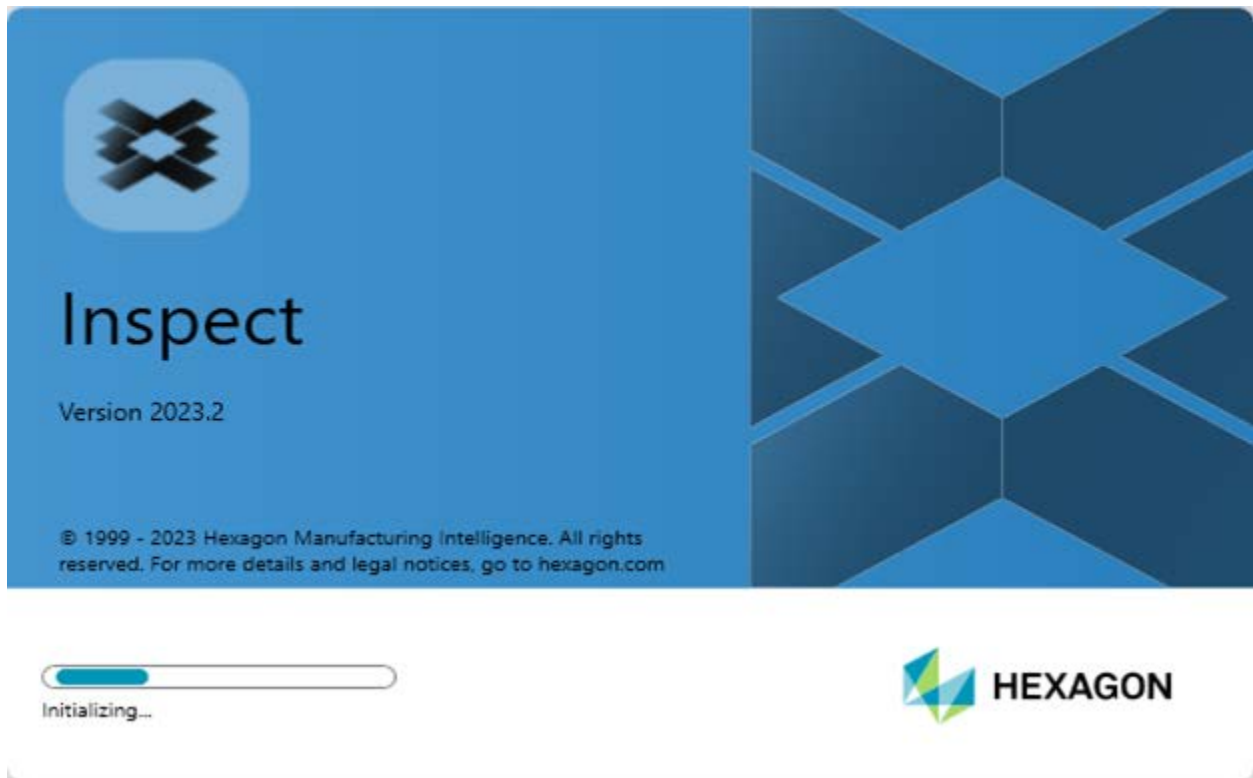 Inspect
Version 2023.2
© 1999 - 2023 Hexagon Manufacturing Intelligence. All rights
reserved. For more details and legal notices, go to hexagon.com
Initializing...
HEXAGON